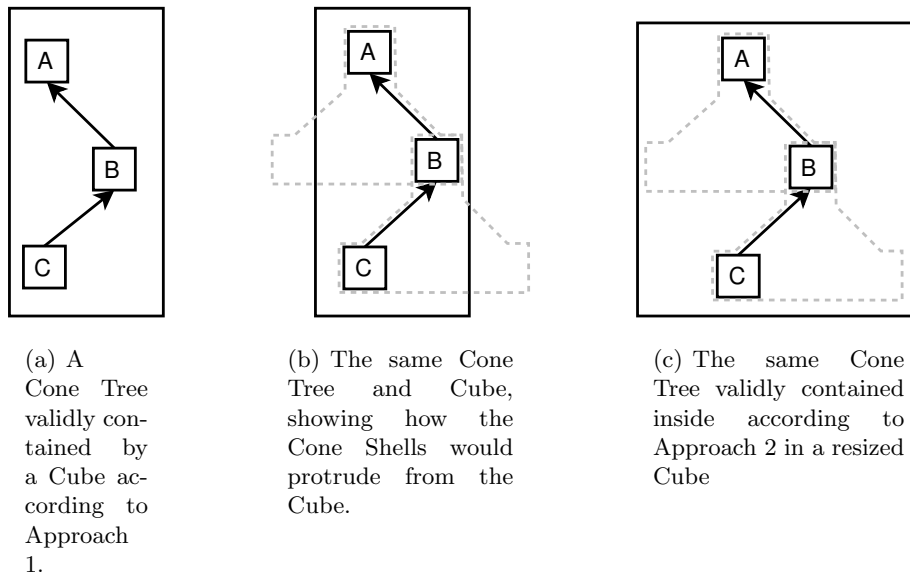 A
B
C
A
B
C
A
B
C
(a) A
Cone Tree
validly con-
tained by
a Cube ac-
cording to
Approach
1.
(b) The same Cone
Tree and Cube,
showing how the
Cone Shells would
protrude from the
Cube.
(c) The same Cone
Tree validly contained
inside according to
Approach 2 in a resized
Cube